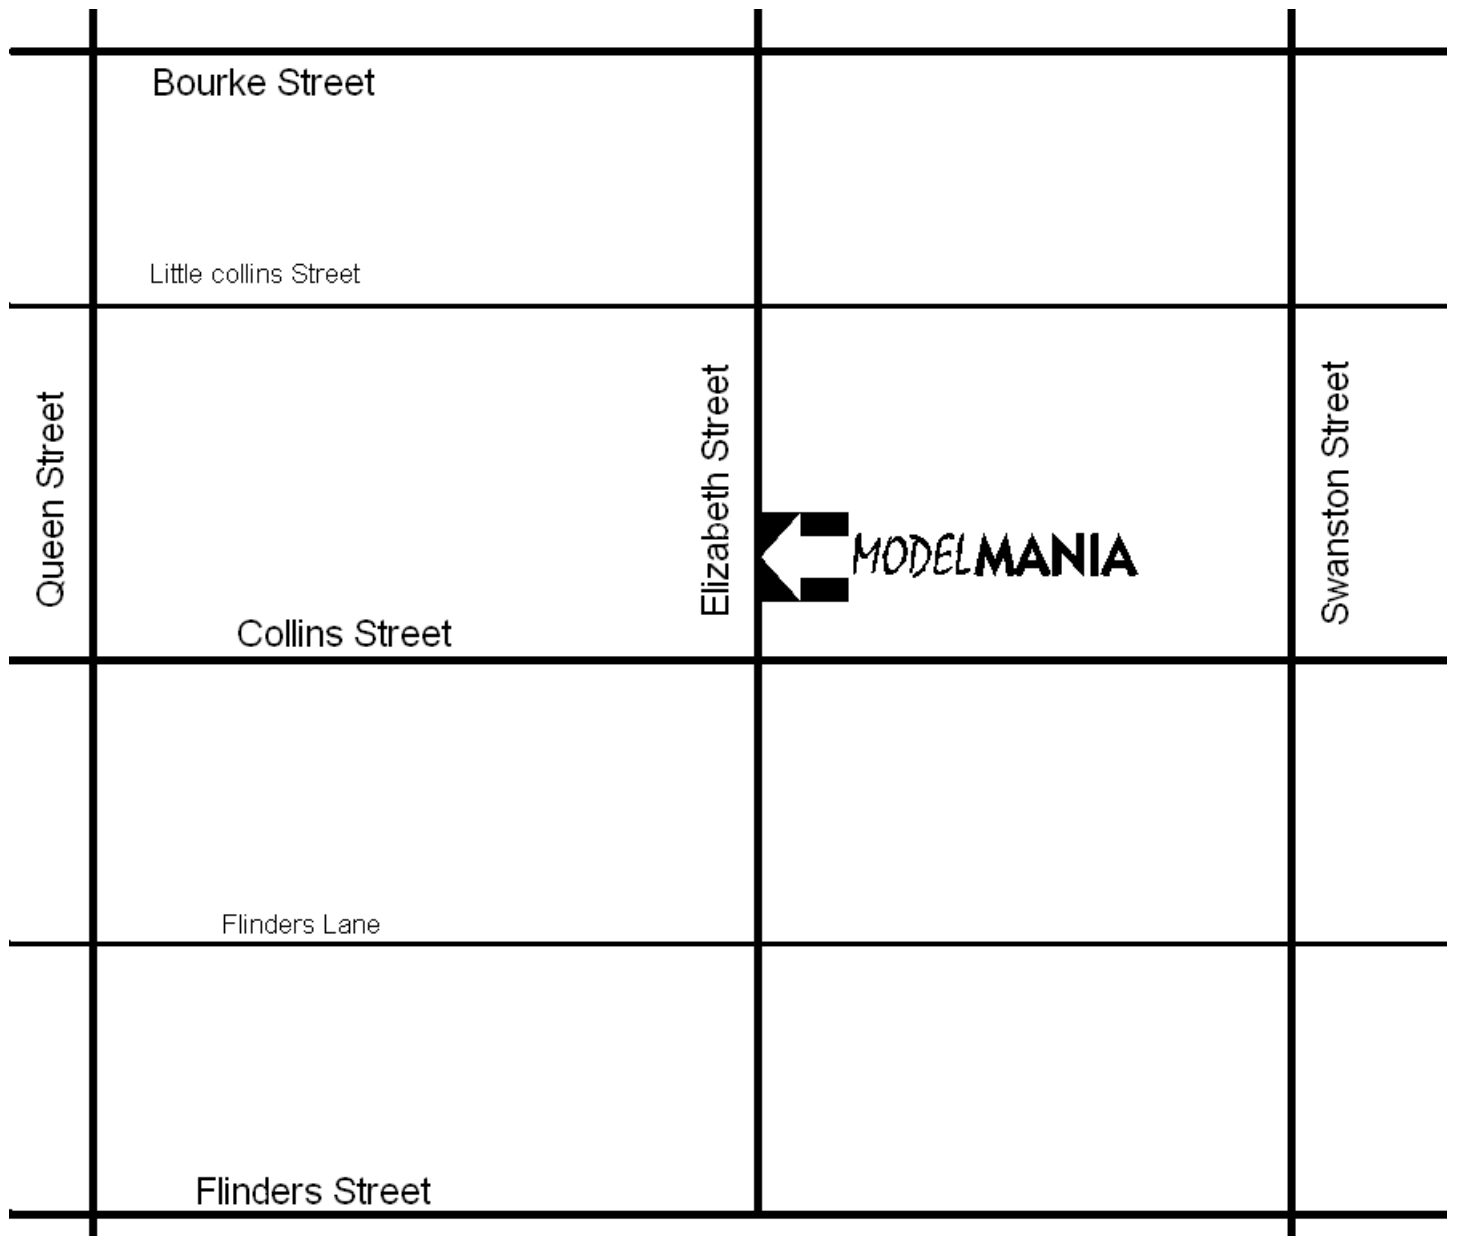 Bourke Street
Little collins Street
Queen Street
Elizabeth Street
Swanston Street
MODELMANIA
Collins Street
Flinders Lane
Flinders Street